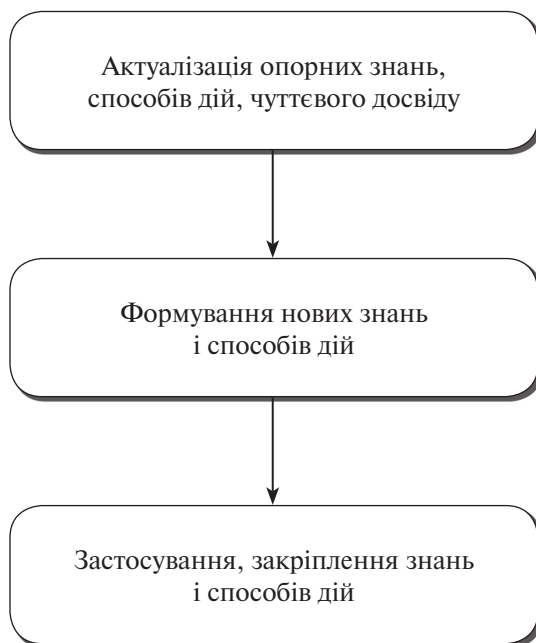 Актуалізація опорних знань,
способів дій, чуттєвого досвіду
Формування нових знань
і способів дій
Застосування, закріплення знань
і способів дій